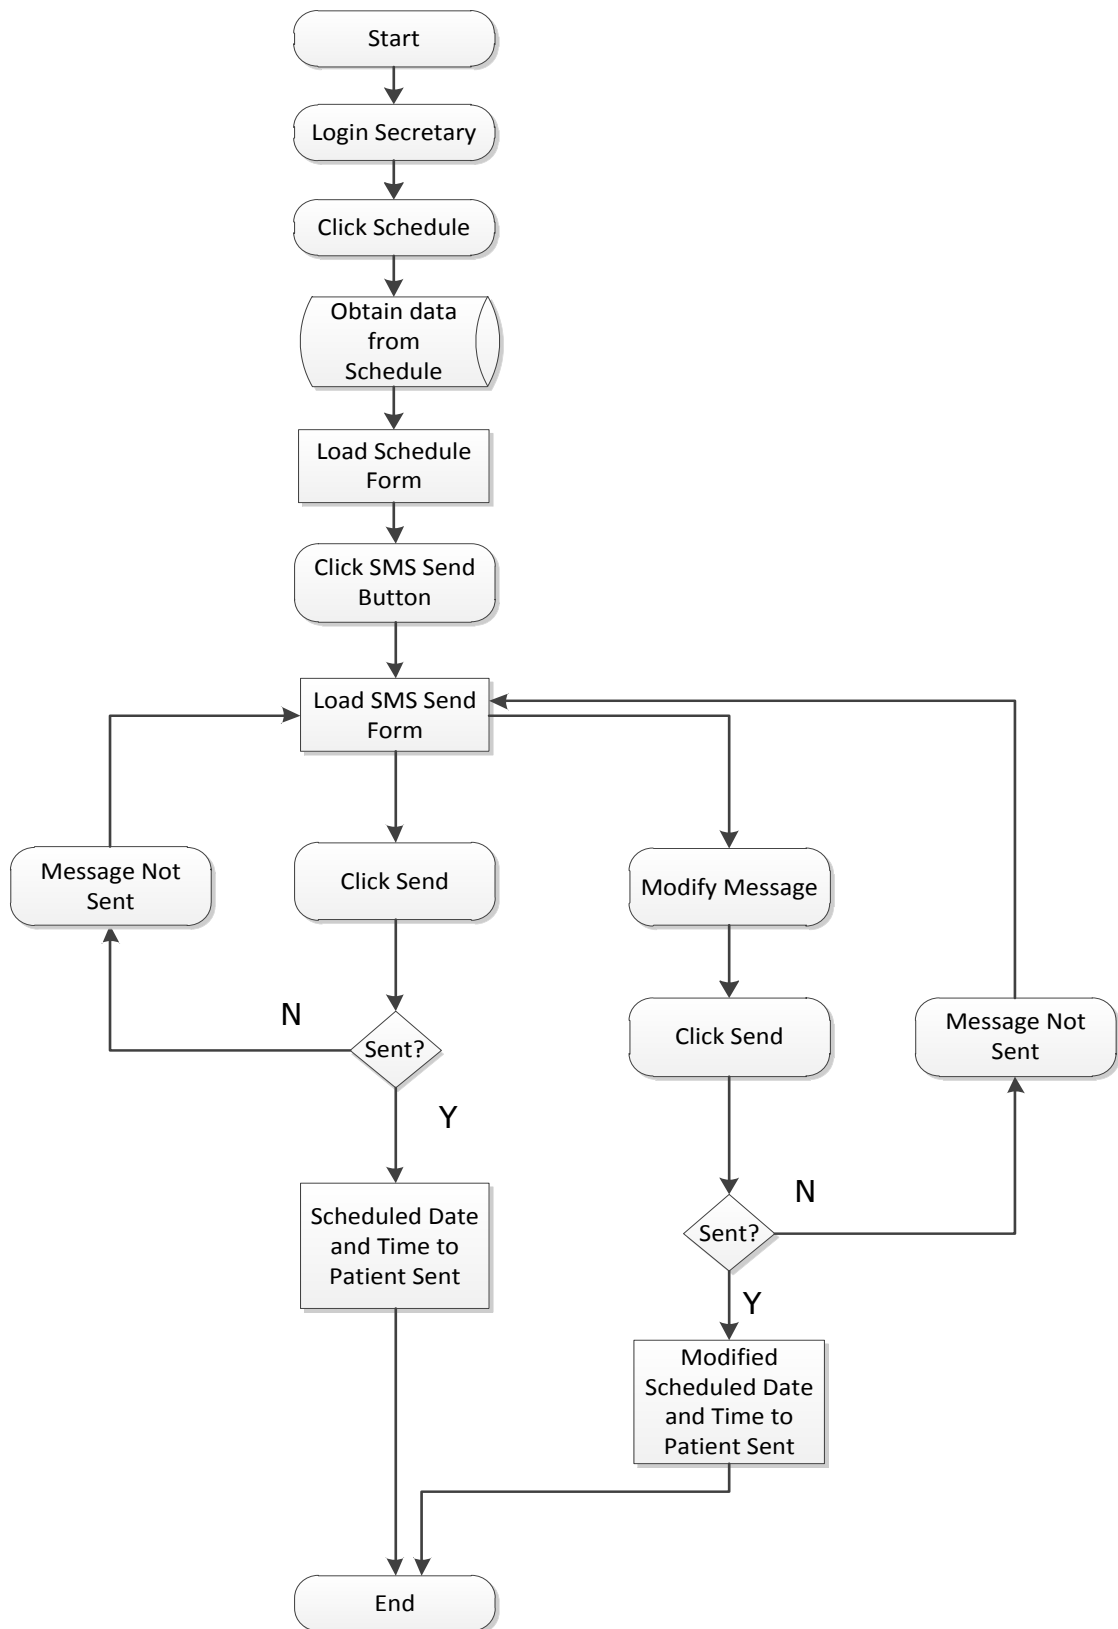 Start
Login Secretary
Click Schedule
Obtain data
from
Schedule
Load Schedule
Form
Click SMS Send
Button
Load SMS Send
Form
Message Not
Sent
Click Send
Modify Message
N
Sent?
Click Send
Message Not
Sent
Y
Scheduled Date
and Time to
Patient Sent
N
Sent?
Y
Modified
Scheduled Date
and Time to
Patient Sent
End